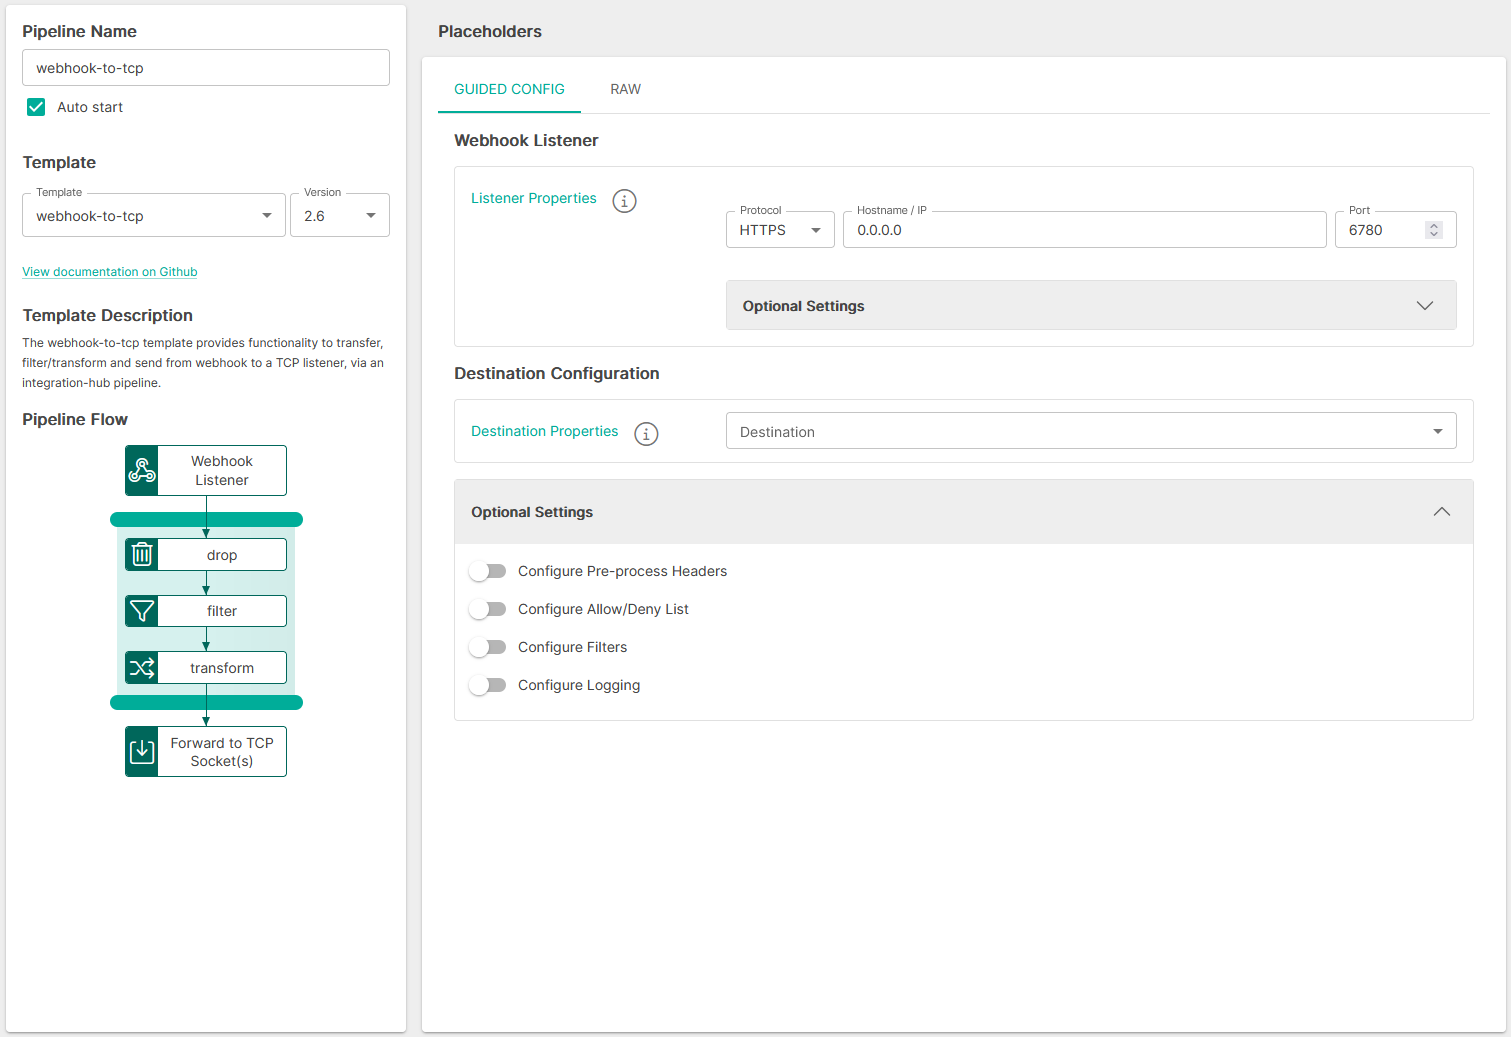 Pipeline Name
webhook-to-tcp
Auto start
Template
Template
webhook-to-tcp
Version
2.6
View documentation on Github
Template Description
The webhook-to-tcp template provides functionality to transfer,
filter/transform and send from webhook to a TCP listener, via an
integration-hub pipeline.
Pipeline Flow
Webhook
Listener
drop
filter
transform
Forward to TCP
Socket(s)
Placeholders
GUIDED CONFIG
RAW
Webhook Listener
Listener Properties
Protocol
HTTPS
Hostname / IP
0.0.0.0
Port
6780
Optional Settings
Destination Configuration
Destination Properties
Destination
Optional Settings
Configure Pre-process Headers
Configure Allow/Deny List
Configure Filters
Configure Logging